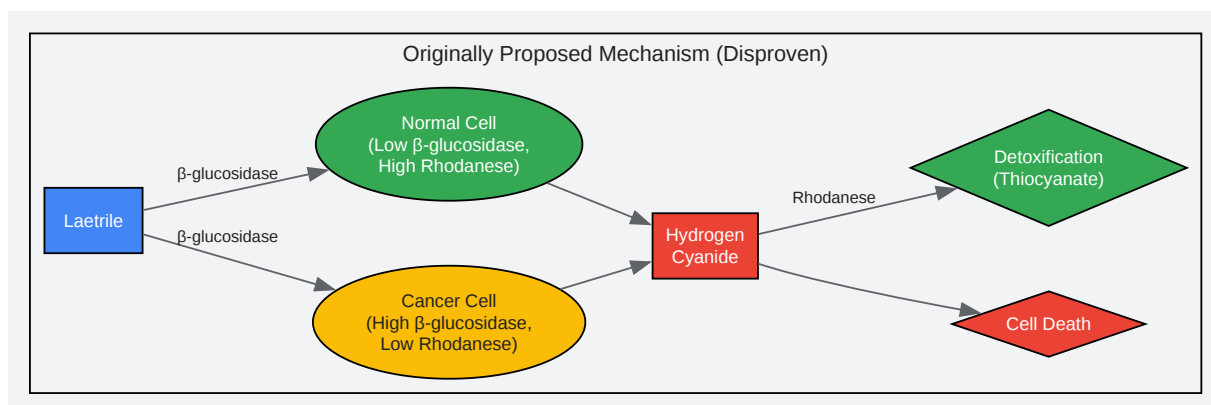 Originally Proposed Mechanism (Disproven)
Laetrile
β-glucosidase
β-glucosidase
Normal Cell
(Low β-glucosidase,
High Rhodanese)
Cancer Cell
(High β-glucosidase,
Low Rhodanese)
Hydrogen
Cyanide
Rhodanese
Detoxification
(Thiocyanate)
Cell Death